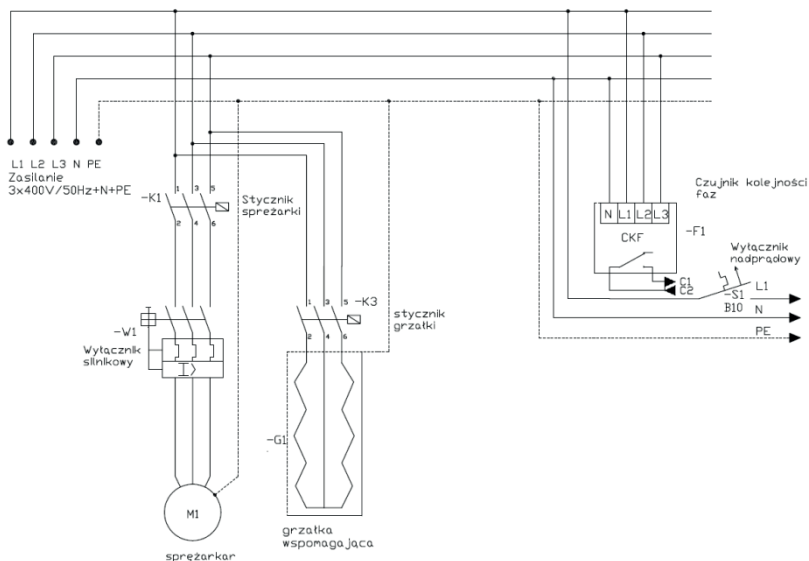 L1 L2 L3 N PE
Zasilanie
3x400V/50Hz+N+PE
-K1
1 3 5
2 4 6
Stycznik
sprężarki
-W1
Wyłącznik
silnikowy
I >
M1
sprężarkar
1 3 5
2 4 6
-K3
stycznik
grzałki
-G1
grzałka
wspomagająca
Czujnik kolejności
faz
N L1 L2 L3
CKF
-F1
C1
C2
Wyłącznik
nadprądowy
-S1
B10
L1
N
PE